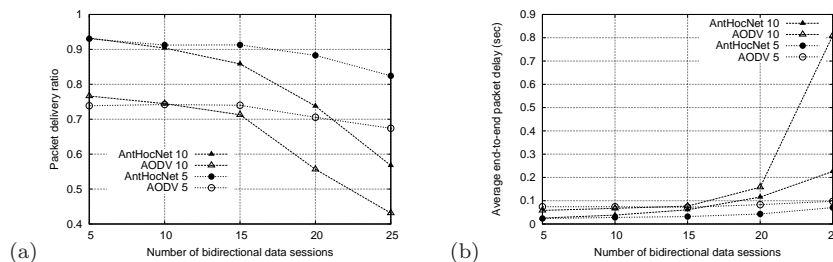 1
0.9
0.8
0.7
0.6
0.5
0.4
Packet delivery ratio
AntHocNet 10
AODV 10
AntHocNet 5
AODV 5
5 10 15 20 25
Number of bidirectional data sessions
(a)
0.9
0.8
0.7
0.6
0.5
0.4
0.3
0.2
0.1
0
Average end-to-end packet delay (sec)
AntHocNet 10
AODV 10
AntHocNet 5
AODV 5
5 10 15 20
Number of bidirectional data sessions
(b)